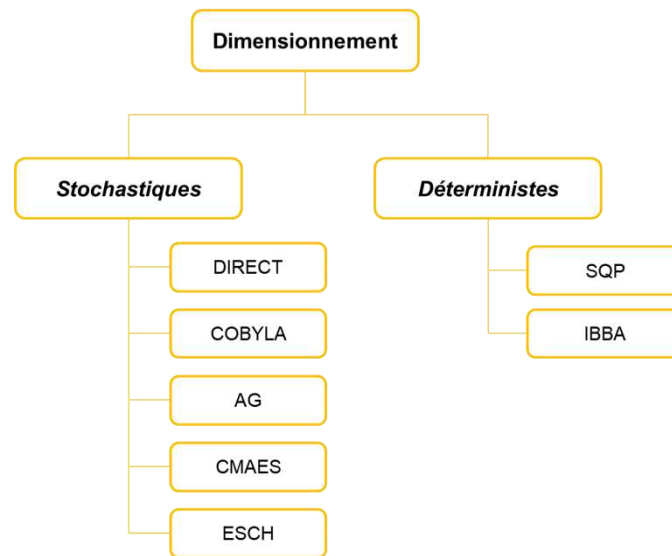 Dimensionnement
Stochastiques
Déterministes
DIRECT
SQP
COBYLA
IBBA
AG
CMAES
ESCH